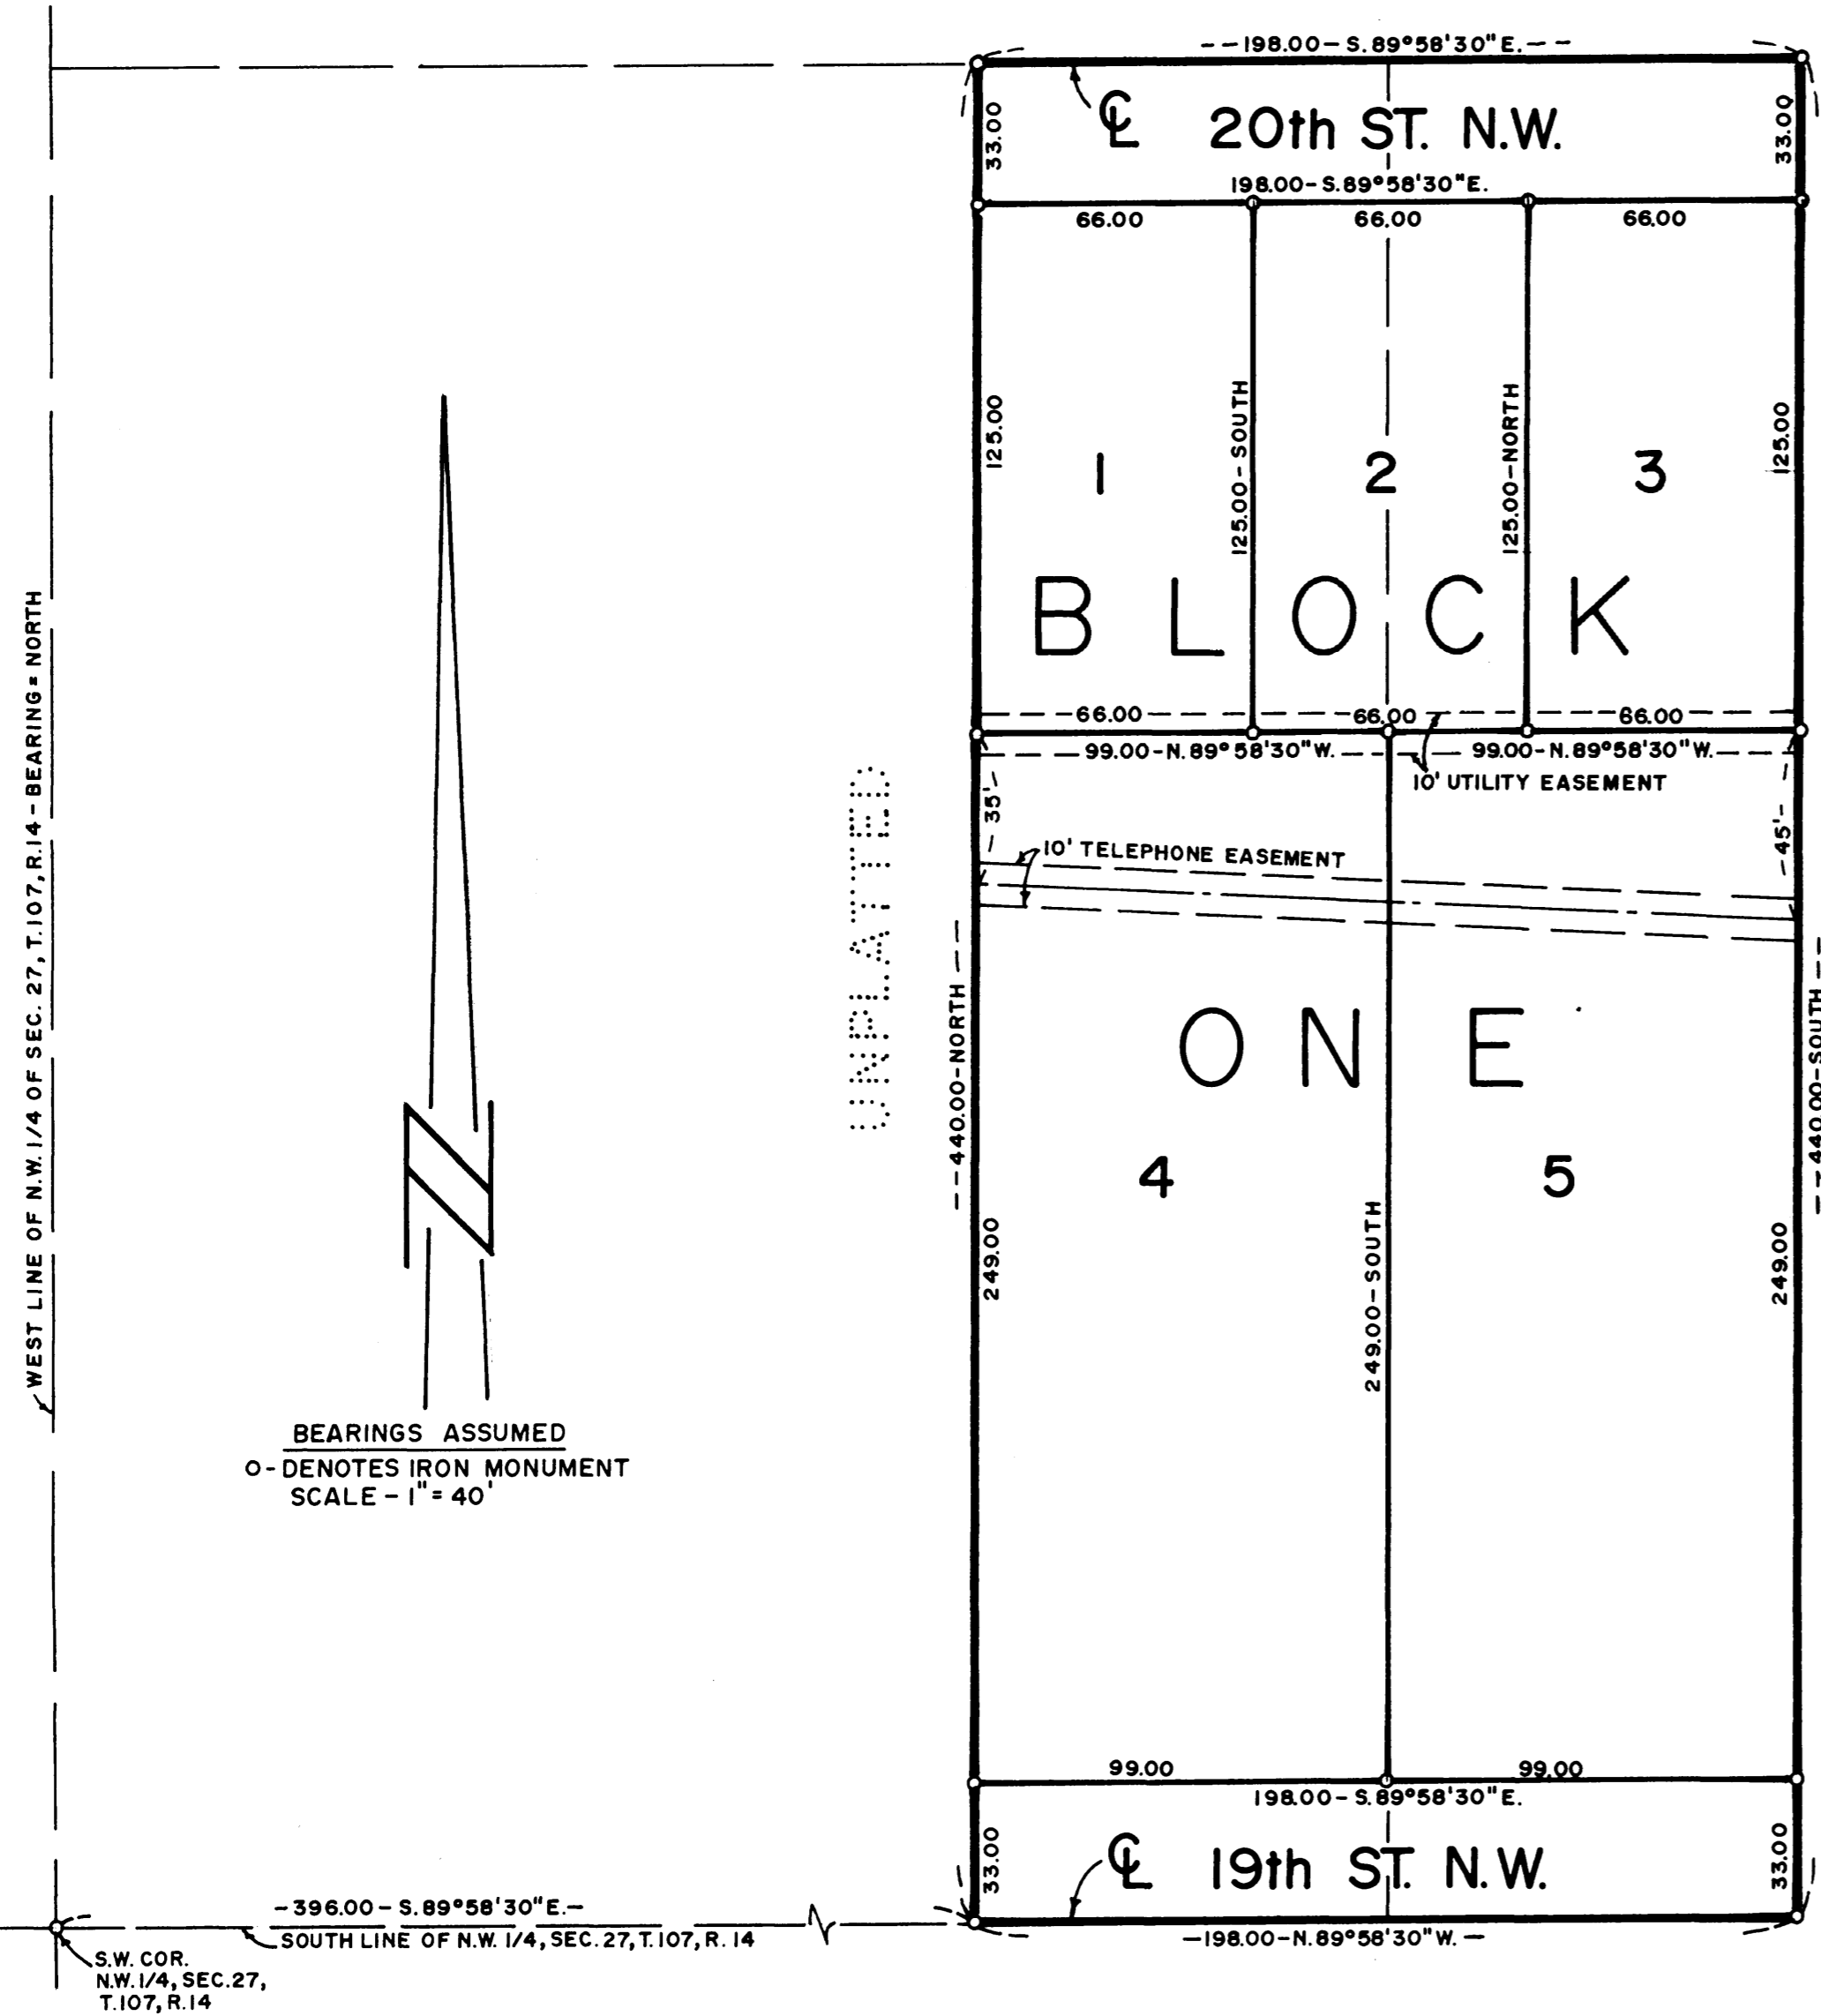 --198.00-S.89°58'30"E.--
33.00
℄ 20th ST. N.W.
33.00
198.00-S.89°58'30"E.
66.00
66.00
66.00
125.00
125.00-SOUTH
125.00-NORTH
125.00
1
2
3
BLOCK
66.00
66.00
66.00
99.00-N.89°58'30"W.
99.00-N.89°58'30"W.
10' UTILITY EASEMENT
35'
45'
10' TELEPHONE EASEMENT
UNPLATTED
WEST LINE OF N.W. 1/4 OF SEC. 27, T.107, R.14 - BEARING = NORTH
--440.00-NORTH--
--440.00-SOUTH--
ONE
4
5
N
249.00
249.00-SOUTH
249.00
BEARINGS ASSUMED
O-DENOTES IRON MONUMENT
SCALE - 1" = 40'
99.00
99.00
198.00-S.89°58'30"E.
33.00
℄ 19th ST. N.W.
33.00
-396.00-S.89°58'30"E.-
SOUTH LINE OF N.W. 1/4, SEC. 27, T.107, R. 14
-198.00-N.89°58'30"W.-
S.W. COR.
N.W. 1/4, SEC. 27,
T.107, R.14